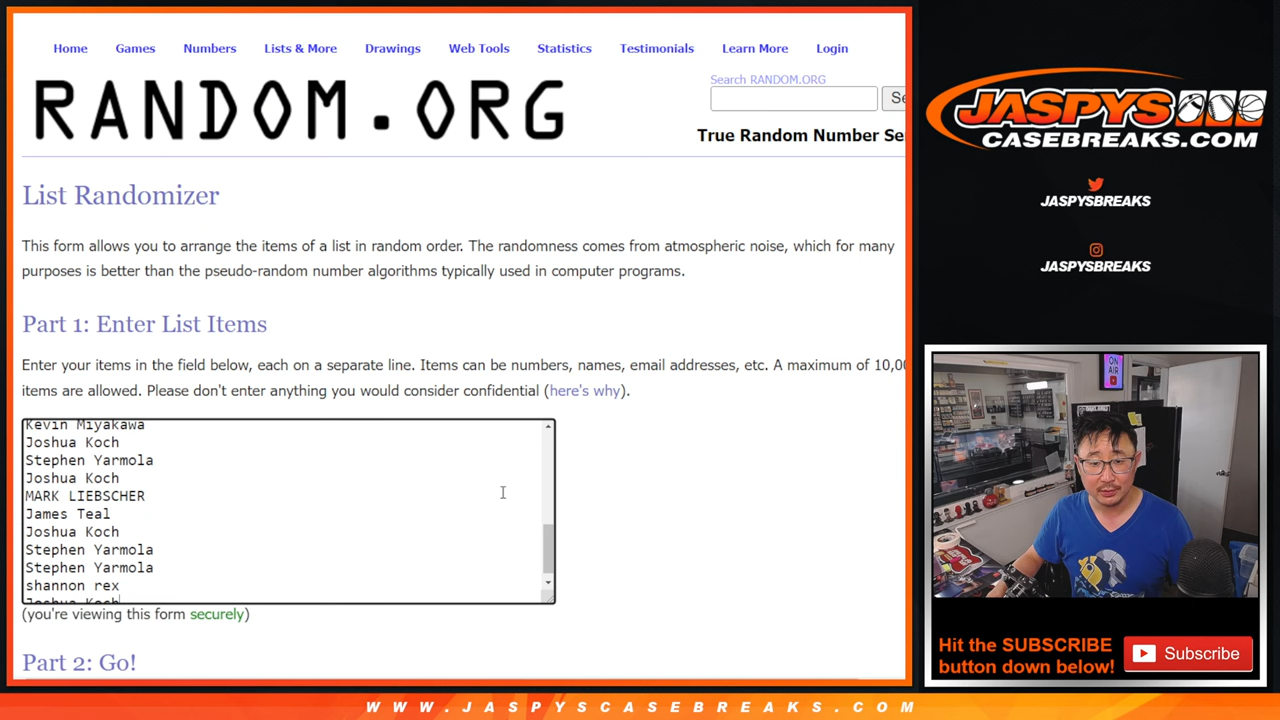 Home Games Numbers Lists & More Drawings Web Tools Statistics Testimonials Learn More Login
RANDOM.ORG
Search RANDOM.ORG
Se
True Random Number Se
List Randomizer
This form allows you to arrange the items of a list in random order. The randomness comes from atmospheric noise, which for many
purposes is better than the pseudo-random number algorithms typically used in computer programs.
Part 1: Enter List Items
Enter your items in the field below, each on a separate line. Items can be numbers, names, email addresses, etc. A maximum of 10,00
items are allowed. Please don't enter anything you would consider confidential (here's why).
Kevin Miyakawa
Joshua Koch
Stephen Yarmola
Joshua Koch
MARK LIEBSCHER
James Teal
Joshua Koch
Stephen Yarmola
Stephen Yarmola
shannon rex
Joshua Koch
(you're viewing this form securely)
Part 2: Go!
JASPYS
CASEBREAKS.COM
JASPYSBREAKS
JASPYSBREAKS
ON
AIR
Hit the SUBSCRIBE
button down below!
Subscribe
WWW.JASPYSCASEBREAKS.COM